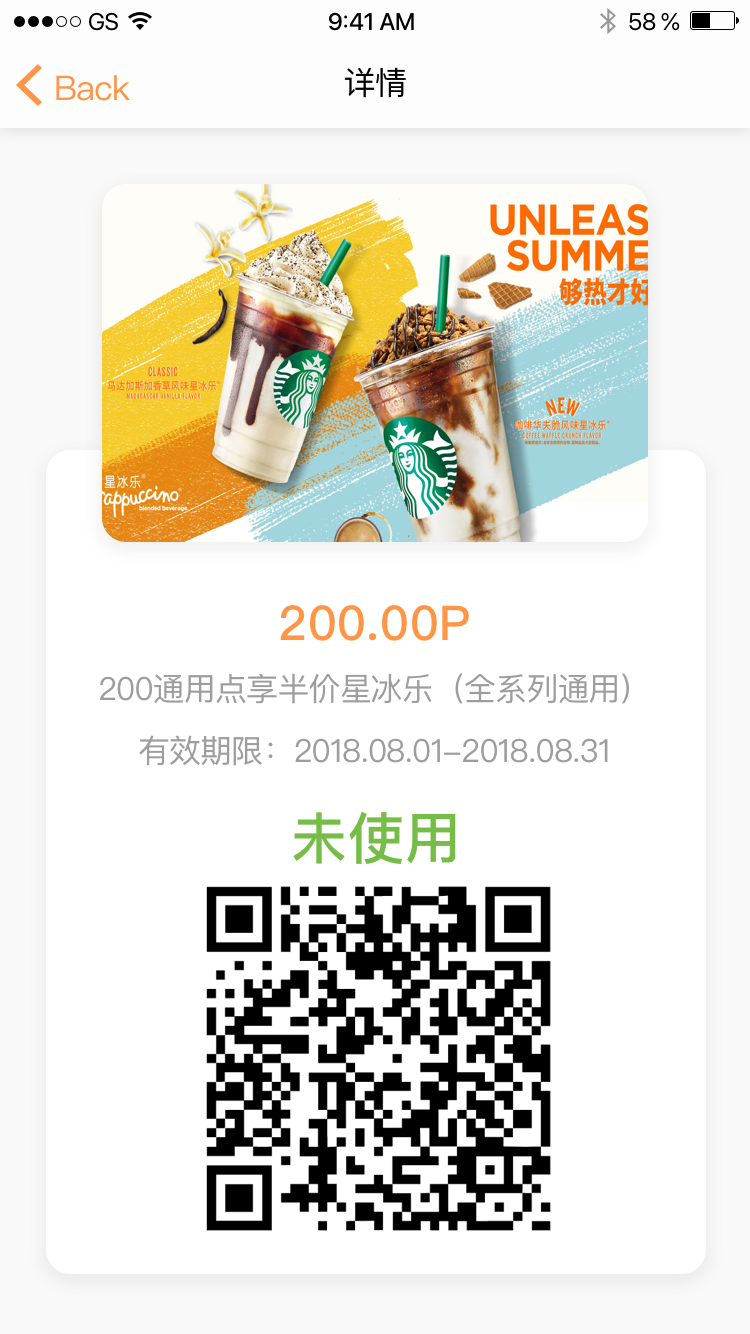 GS
9:41 AM
58 %
Back
详情
UNLEAS
SUMME
够热才好
CLASSIC
马达加斯加香草风味星冰乐
MADAGASCAR VANILLA FLAVOR
NEW
咖啡华夫脆风味星冰乐
COFFEE WAFFLE CRUNCH FLAVOR
星冰乐®
rappuccino
blended beverage
200.00P
200通用点享半价星冰乐（全系列通用）
有效期限：2018.08.01-2018.08.31
未使用